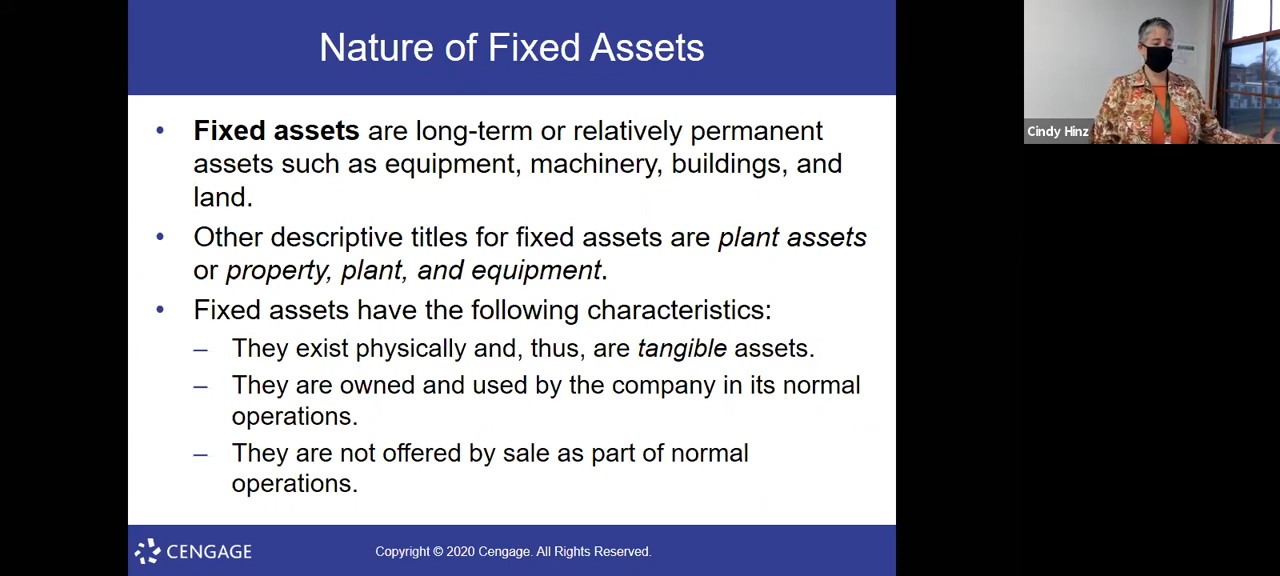 Nature of Fixed Assets
• Fixed assets are long-term or relatively permanent
assets such as equipment, machinery, buildings, and
land.
• Other descriptive titles for fixed assets are plant assets
or property, plant, and equipment.
• Fixed assets have the following characteristics:
– They exist physically and, thus, are tangible assets.
– They are owned and used by the company in its normal
operations.
– They are not offered by sale as part of normal
operations.
CENGAGE
Copyright © 2020 Cengage. All Rights Reserved.
Cindy Hinz